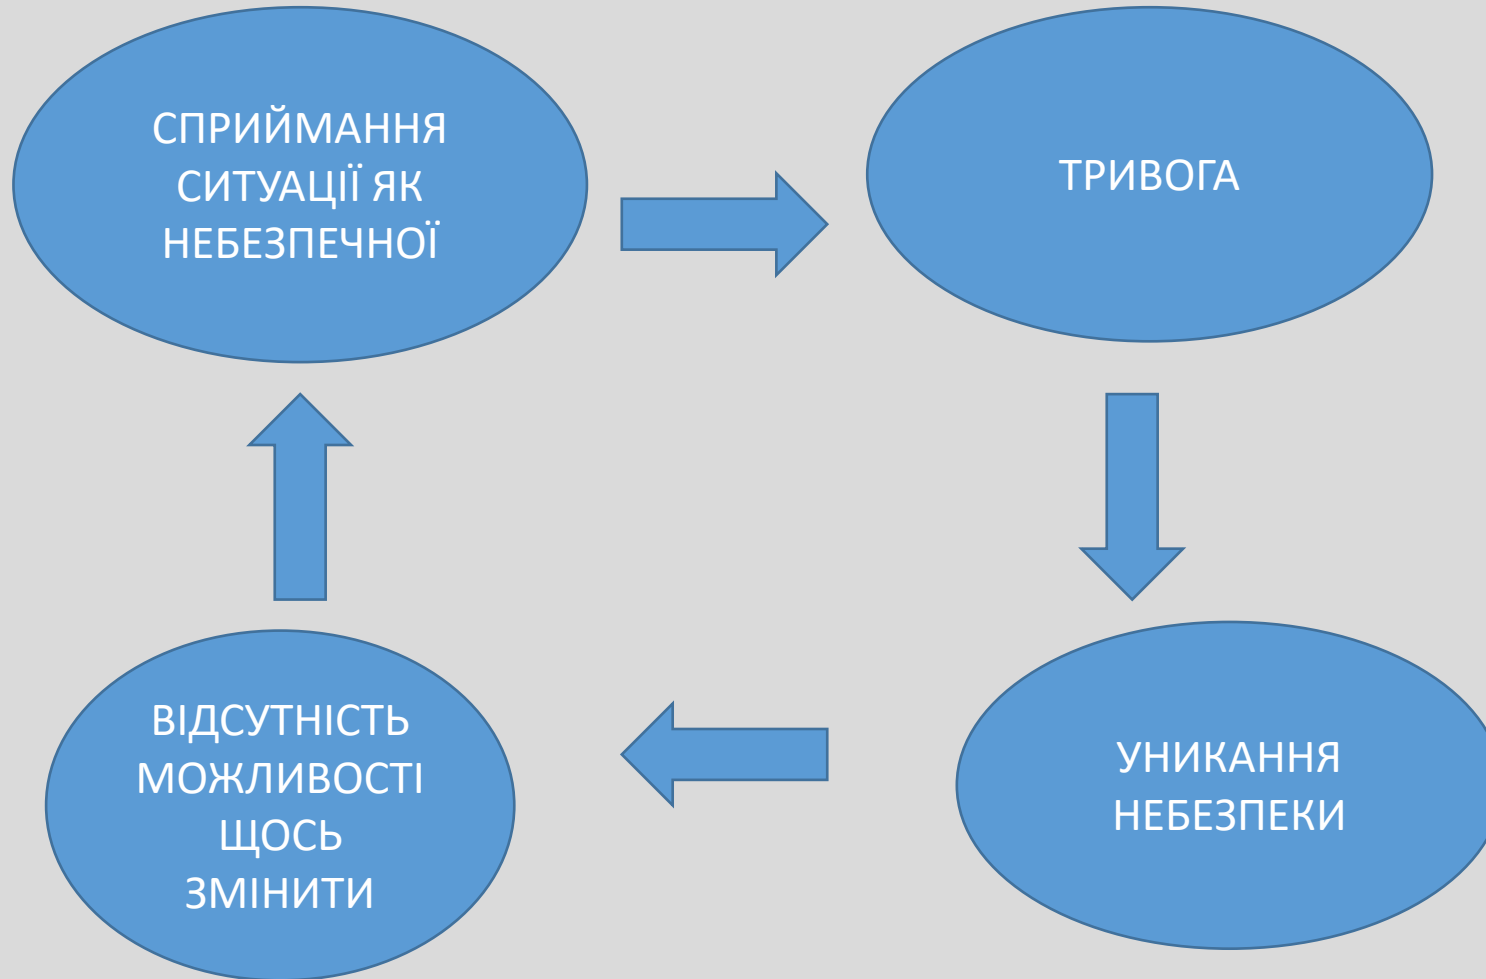 СПРИЙМАННЯ
СИТУАЦІЇ ЯК
НЕБЕЗПЕЧНОЇ
ТРИВОГА
УНИКАННЯ
НЕБЕЗПЕКИ
ВІДСУТНІСТЬ
МОЖЛИВОСТІ
ЩОСЬ
ЗМІНИТИ